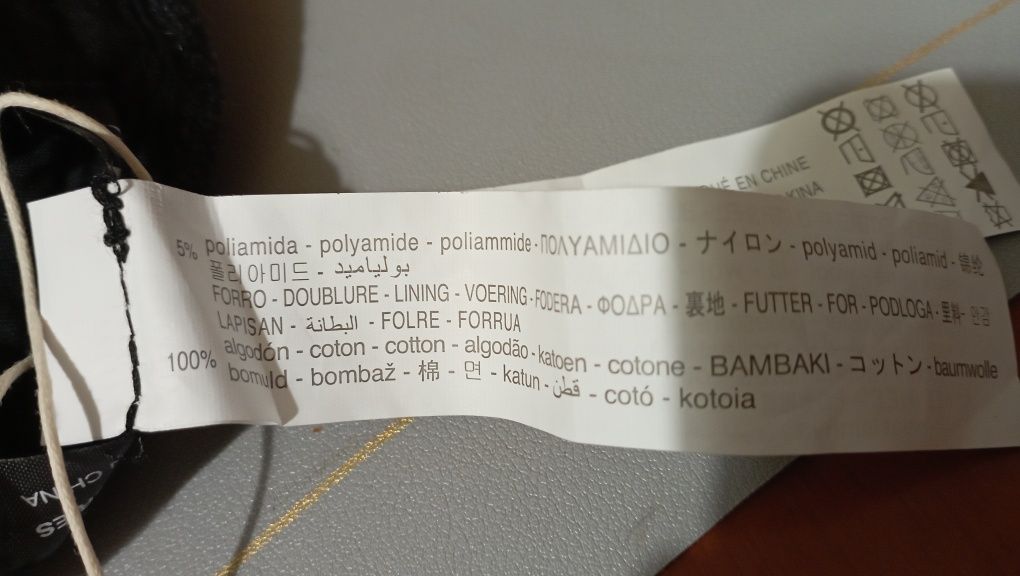 5% poliamida - polyamide - poliammide - ΠΟΛΥΑΜΙΔΙΟ - ナイロン - polyamid - poliamid - 锦纶
폴리아미드 - بولياميد
FORRO - DOUBLURE - LINING - VOERING - FODERA - ΦΟΔΡΑ - 裏地 - FUTTER - FOR - PODLOGA - 里料 - 안감
LAPISAN - البطانة - FOLRE - FORRUA
100% algodón - coton - cotton - algodão - katoen - cotone - BAMBAKI - コットン - baumwolle
bomuld - bombaž - 棉 - 면 - katun - قطن - cotó - kotoia
EN CHINE
CHINA